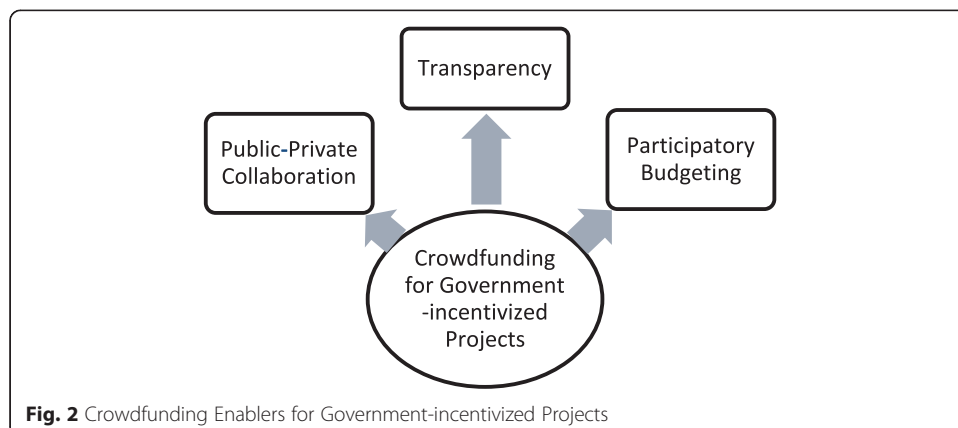 Transparency
Public-Private
Collaboration
Participatory
Budgeting
Crowdfunding
for Government
-incentivized
Projects
Fig. 2 Crowdfunding Enablers for Government-incentivized Projects